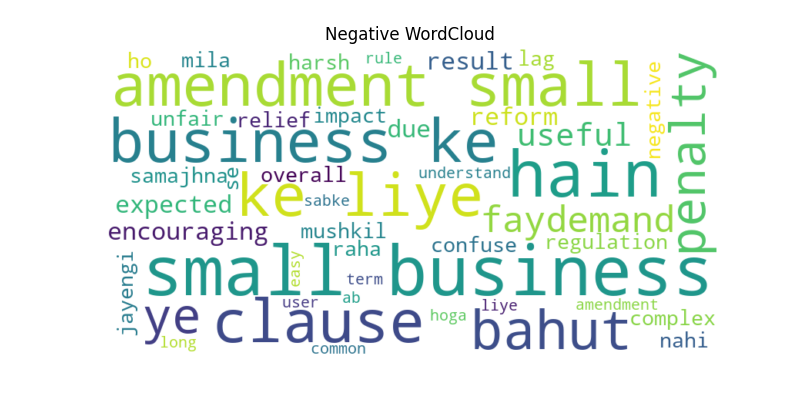 Negative WordCloud
ho mila harsh rule result lag
amendment small
negative
penalty
unfair relief impact due reform
business ke useful
samajhna se overall understand hain
expected ke liye sabke faydemand
encouraging mushkil raha confuse regulation
jayengi small business
easy term
ye clause user ab hoga bahut liye amendment complex
long common nahi